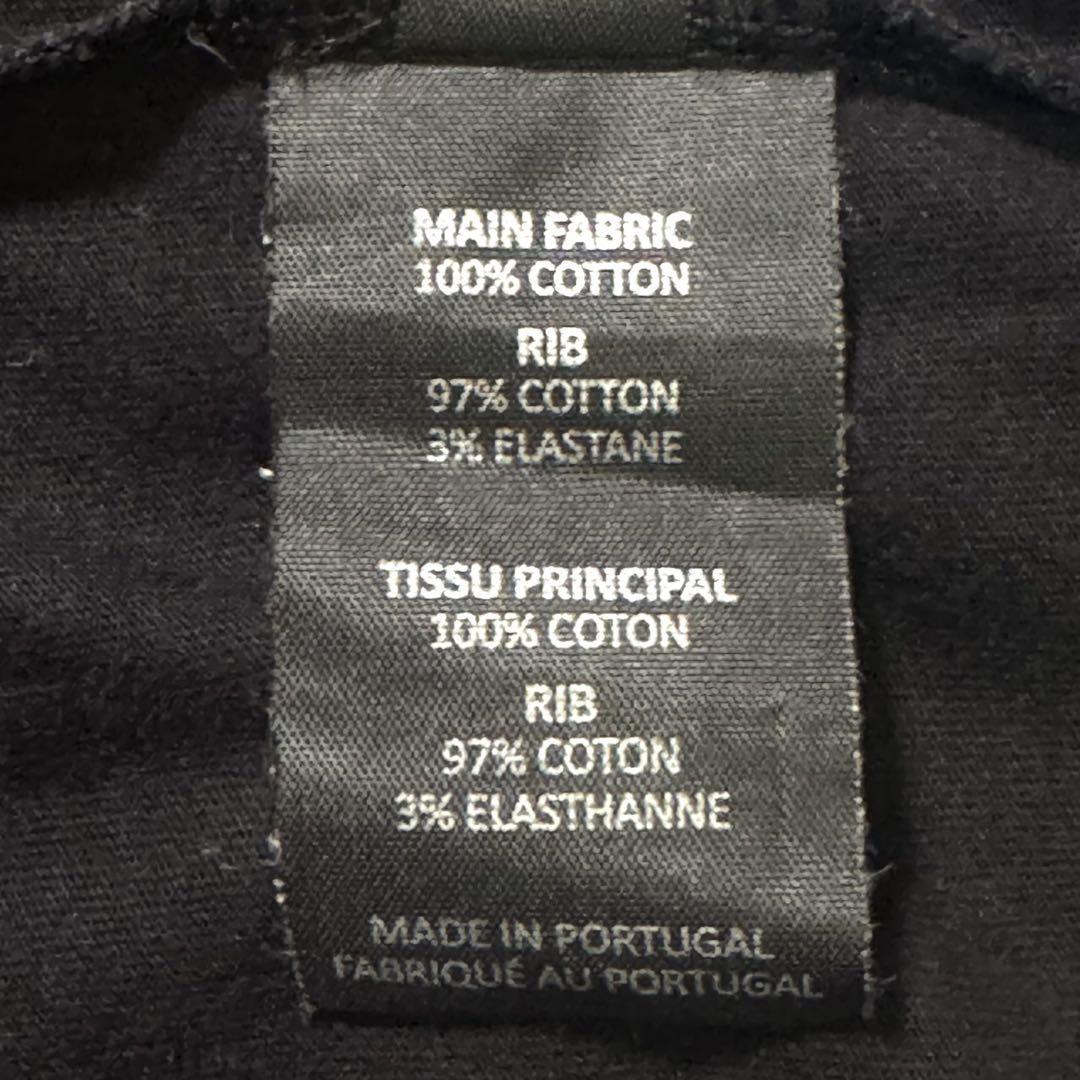 MAIN FABRIC
100% COTTON
RIB
97% COTTON
3% ELASTANE
TISSU PRINCIPAL
100% COTON
RIB
97% COTON
3% ELASTHANNE
MADE IN PORTUGAL
FABRIQUÉ AU PORTUGAL